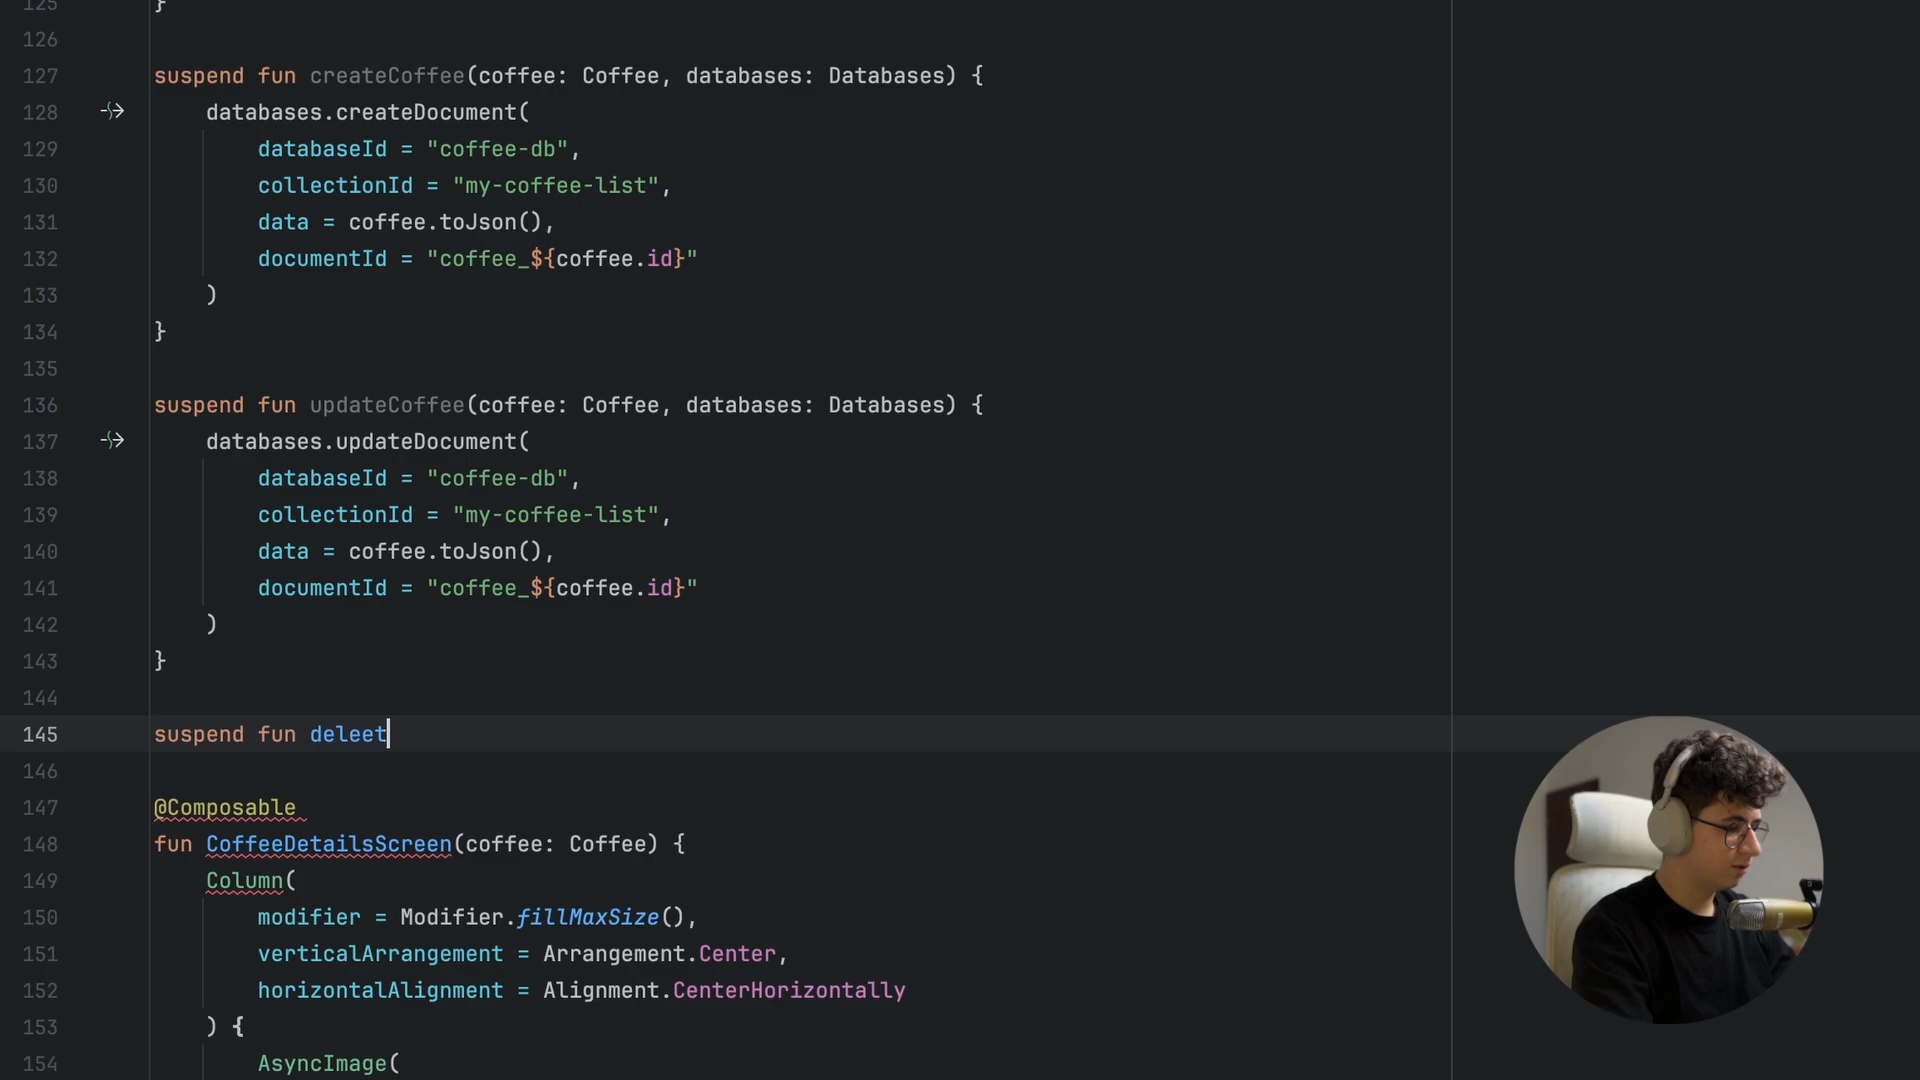 125 }
126
127 suspend fun createCoffee(coffee: Coffee, databases: Databases) {
128 databases.createDocument(
129 databaseId = "coffee-db",
130 collectionId = "my-coffee-list",
131 data = coffee.toJson(),
132 documentId = "coffee_${coffee.id}"
133 )
134 }
135
136 suspend fun updateCoffee(coffee: Coffee, databases: Databases) {
137 databases.updateDocument(
138 databaseId = "coffee-db",
139 collectionId = "my-coffee-list",
140 data = coffee.toJson(),
141 documentId = "coffee_${coffee.id}"
142 )
143 }
144
145 suspend fun deleet
146
147 @Composable
148 fun CoffeeDetailsScreen(coffee: Coffee) {
149 Column(
150 modifier = Modifier.fillMaxSize(),
151 verticalArrangement = Arrangement.Center,
152 horizontalAlignment = Alignment.CenterHorizontally
153 ) {
154 AsyncImage(